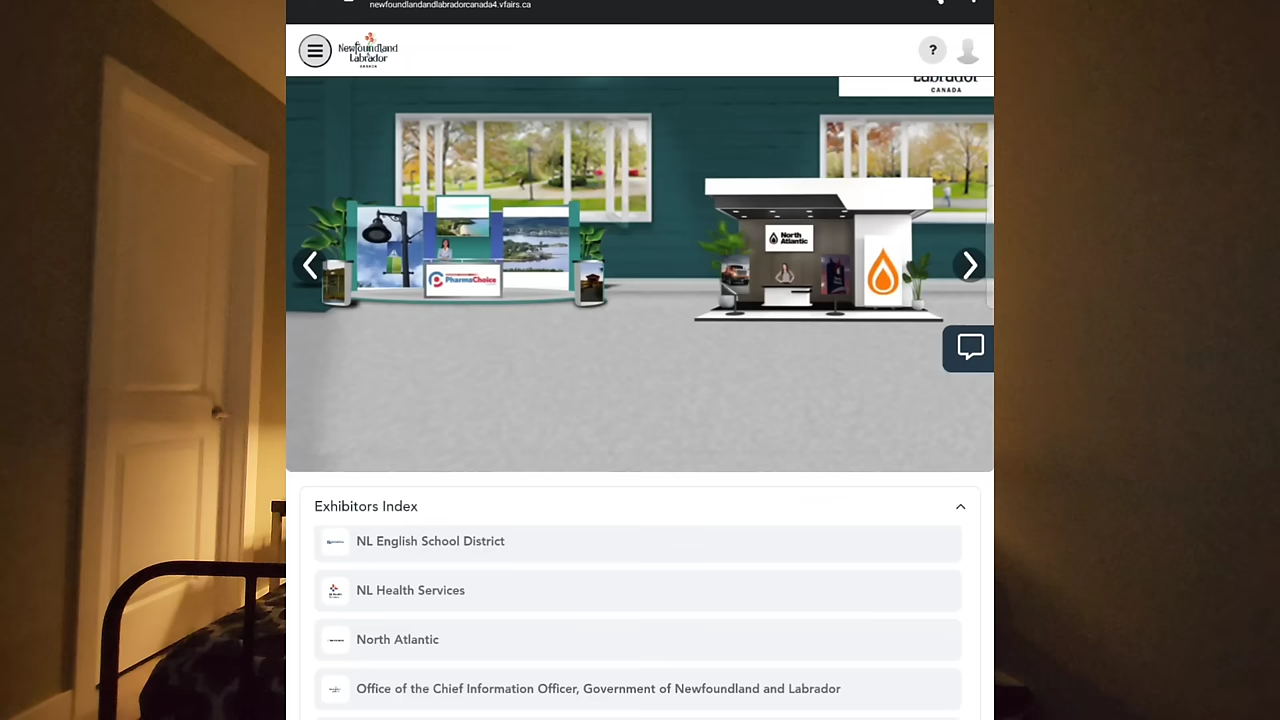 newfoundlandandlabradorcanada4.vfairs.ca
Newfoundland
Labrador
CANADA
?
Labrador
CANADA
PharmaChoice
North
Atlantic
Exhibitors Index
NL English School District
NL Health Services
North Atlantic
Office of the Chief Information Officer, Government of Newfoundland and Labrador